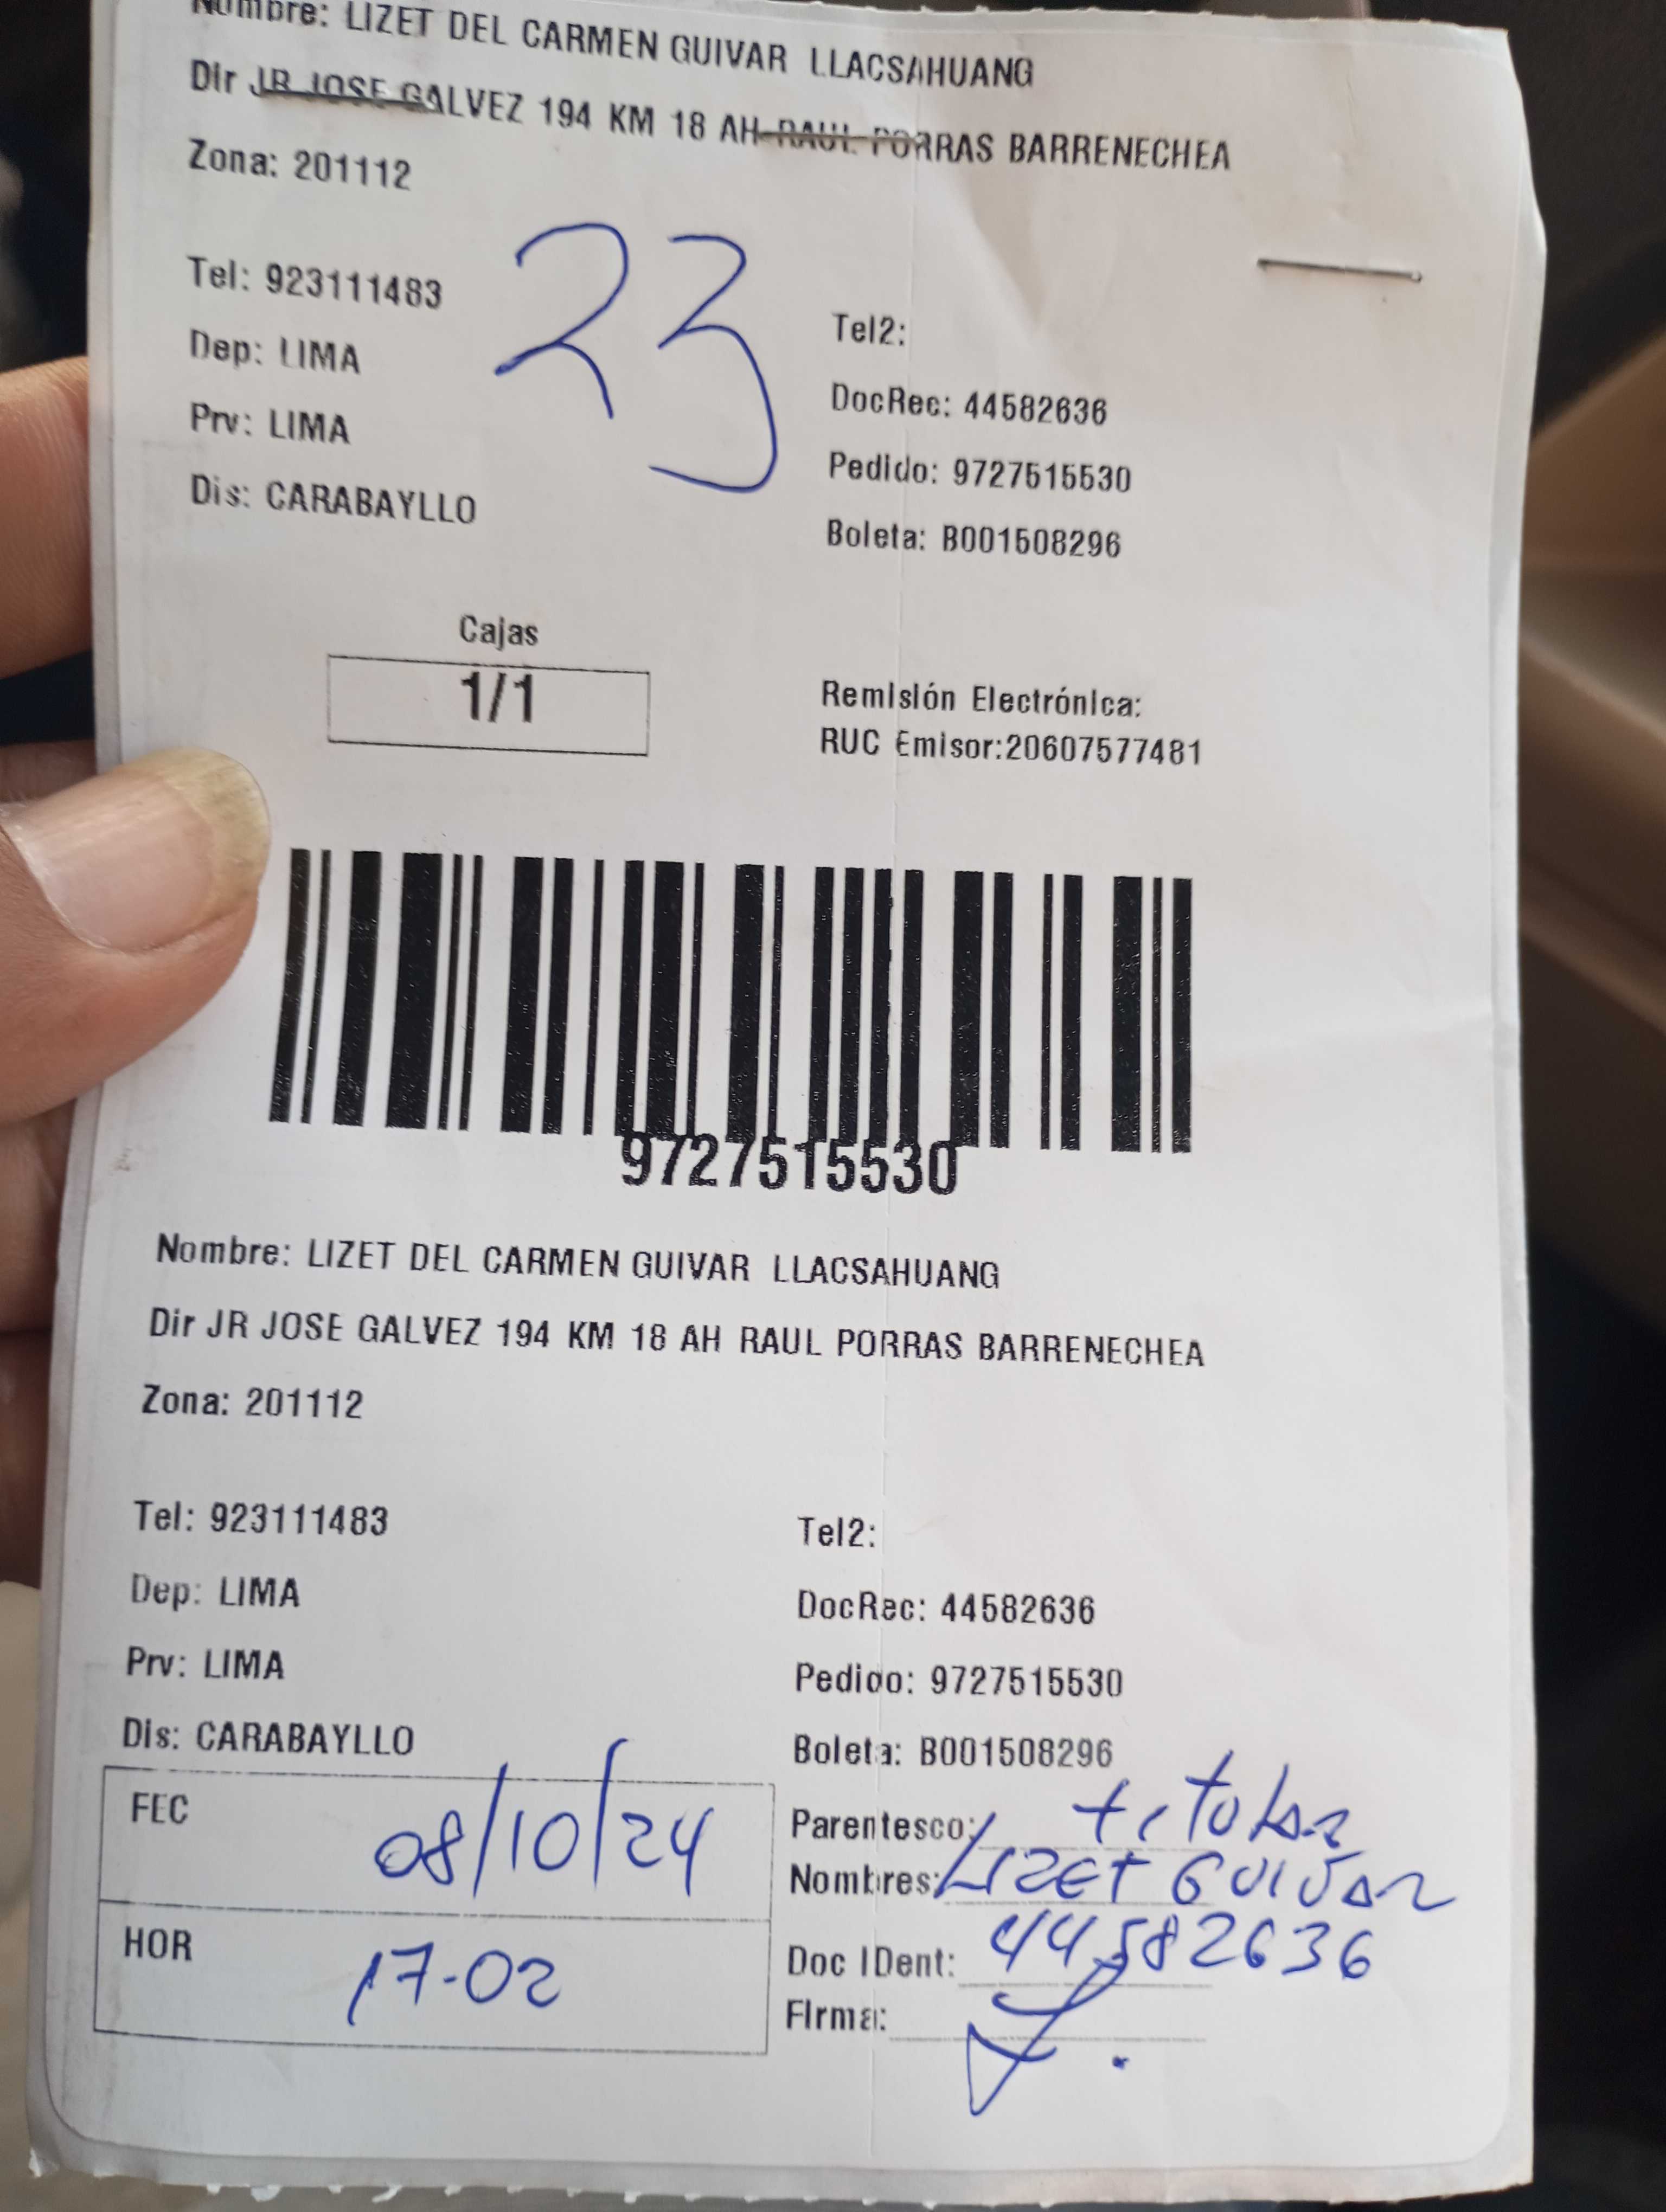 Nombre: LIZET DEL CARMEN GUIVAR LLACSAHUANG
Dir JR JOSE GALVEZ 194 KM 18 AH RAUL PORRAS BARRENECHEA
Zona: 201112
23
Tel: 923111483
Tel2:
Dep: LIMA
DocRec: 44582636
Prv: LIMA
Pedido: 9727515530
Dis: CARABAYLLO
Boleta: B001508296
Cajas
1/1
Remisión Electrónica:
RUC Emisor:20607577481
9727515530
Nombre: LIZET DEL CARMEN GUIVAR LLACSAHUANG
Dir JR JOSE GALVEZ 194 KM 18 AH RAUL PORRAS BARRENECHEA
Zona: 201112
Tel: 923111483
Tel2:
Dep: LIMA
DocRec: 44582636
Prv: LIMA
Pedido: 9727515530
Dis: CARABAYLLO
Boleta: B001508296
FEC 08/10/24
Parentesco: titular
Nombres: LIZET GUIVAR
HOR 17-02
Doc IDent: 44582636
Firma: